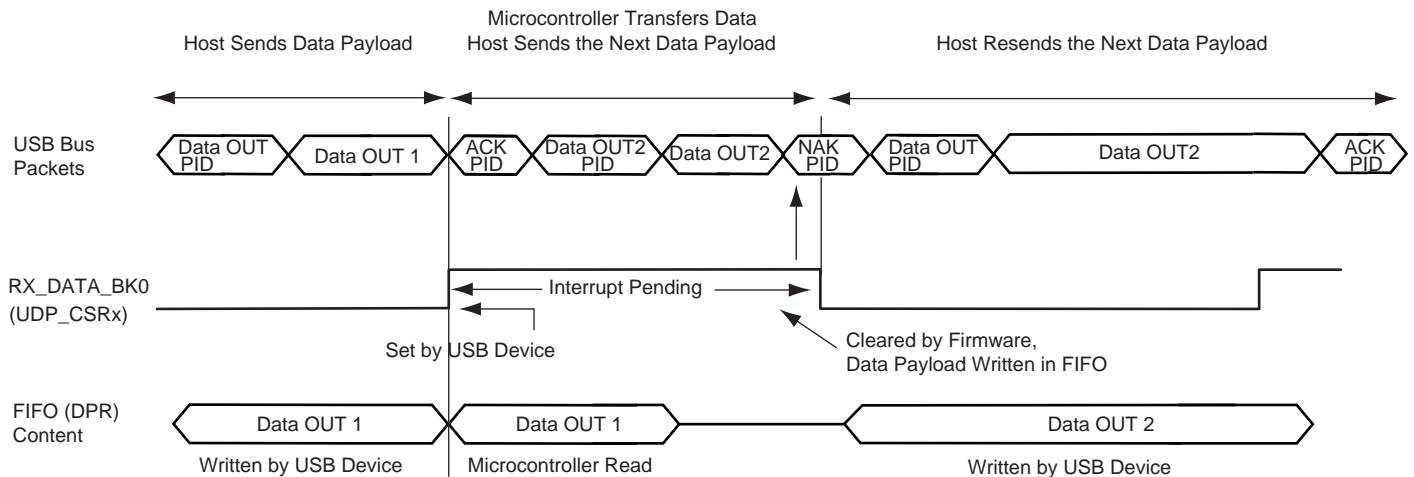 Microcontroller Transfers Data
Host Sends Data Payload
Host Sends the Next Data Payload
Host Resends the Next Data Payload
USB Bus
Packets
Data OUT
PID
Data OUT 1
ACK
PID
Data OUT2
PID
Data OUT2
NAK
PID
Data OUT
PID
Data OUT2
ACK
PID
RX_DATA_BK0
(UDP_CSRx)
Interrupt Pending
Set by USB Device
Cleared by Firmware,
Data Payload Written in FIFO
FIFO (DPR)
Content
Data OUT 1
Data OUT 1
Data OUT 2
Written by USB Device
Microcontroller Read
Written by USB Device